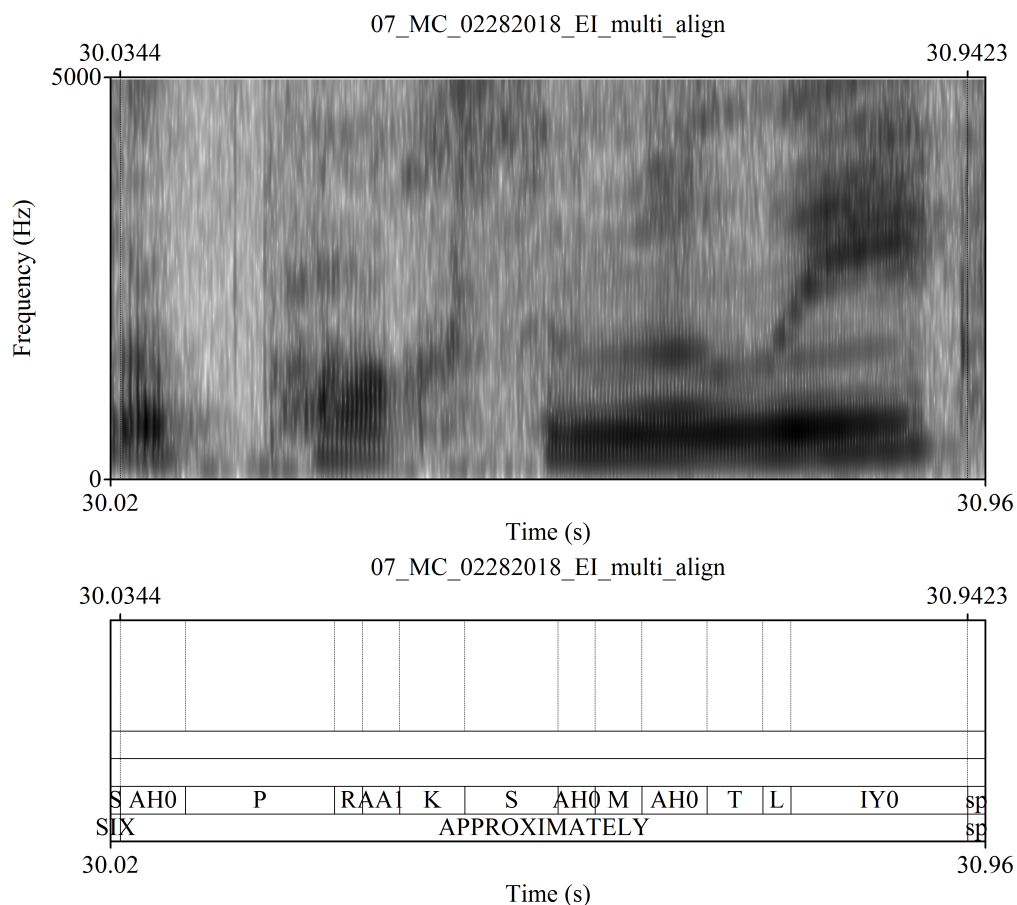 07_MC_02282018_EI_multi_align
30.0344 30.9423
5000
Frequency (Hz)
0
30.02 30.96
Time (s)
07_MC_02282018_EI_multi_align
30.0344 30.9423
S AH0 P R AA1 K S AH0 M AH0 T L IY0 sp
SIX APPROXIMATELY sp
30.02 30.96
Time (s)